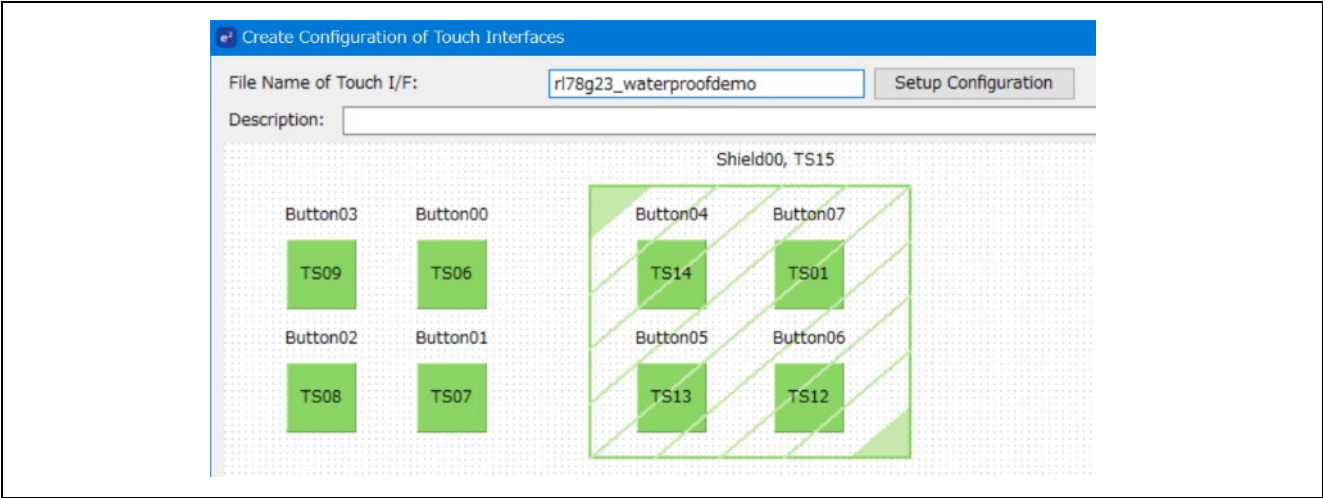 e² Create Configuration of Touch Interfaces
File Name of Touch I/F: rl78g23_waterproofdemo Setup Configuration
Description:
Shield00, TS15
Button03 Button00 Button04 Button07
TS09 TS06 TS14 TS01
Button02 Button01 Button05 Button06
TS08 TS07 TS13 TS12